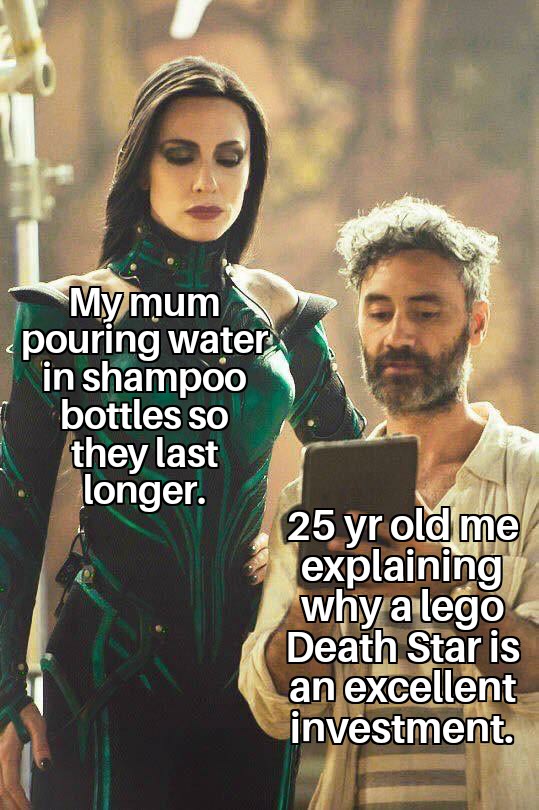 My mum
pouring water
in shampoo
bottles so
they last
longer.
25 yr old me
explaining
why a lego
Death Star is
an excellent
investment.